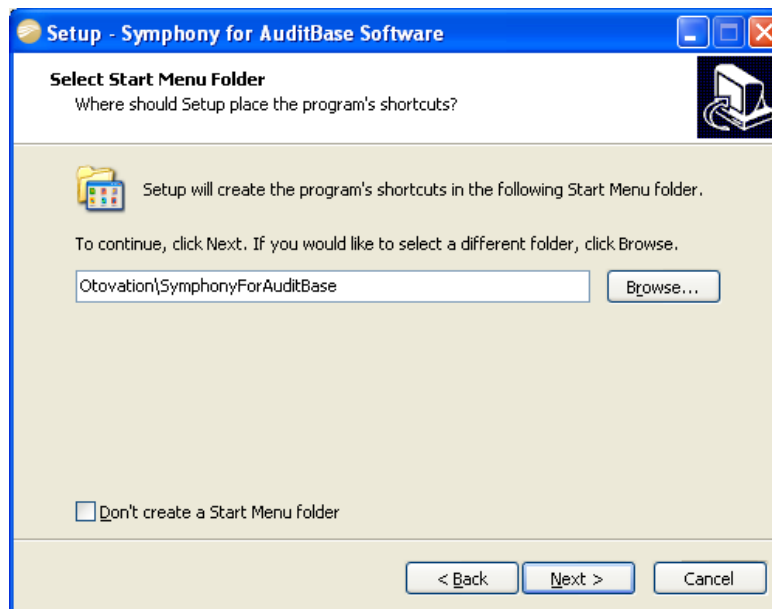 Setup - Symphony for AuditBase Software
Select Start Menu Folder
Where should Setup place the program's shortcuts?
Setup will create the program's shortcuts in the following Start Menu folder.
To continue, click Next. If you would like to select a different folder, click Browse.
Otovation\SymphonyForAuditBase
Browse...
Don't create a Start Menu folder
< Back
Next >
Cancel